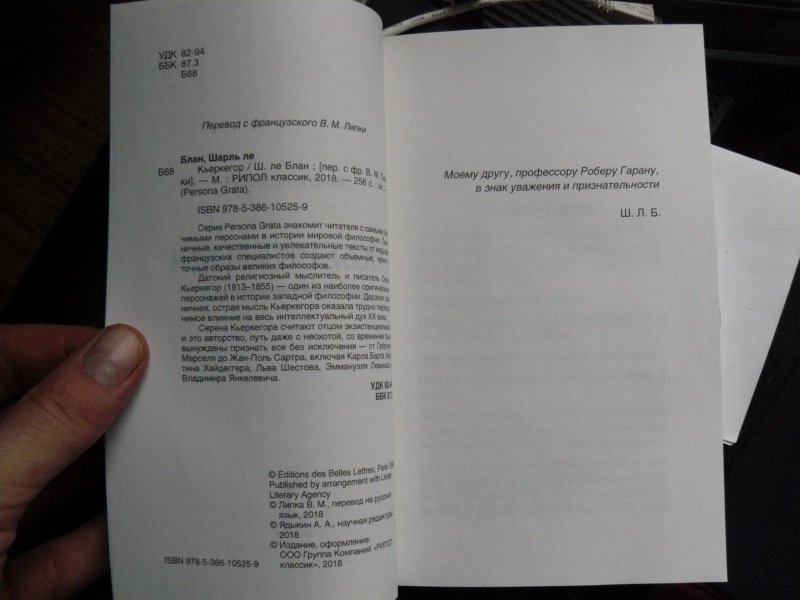 УДК 82-94
ББК 87.3
Б68
Перевод с французского В. М. Липки
Блан, Шарль ле
Б68 Кьеркегор / Ш. ле Блан ; [пер. с фр. В. М. Лип-
ки]. — М. : РИПОЛ классик, 2018. — 256 с. :
(Persona Grata).
ISBN 978-5-386-10525-9
Серия Persona Grata знакомит читателя с самыми
чимыми персонами в истории мировой философии.
ничные, качественные и увлекательные тексты от
французских специалистов создают объемные,
точные образы великих философов.
Датский религиозный мыслитель и писатель
Кьеркегор (1813–1855) — один из наиболее
персонажей в истории западной философии. Дерзкая,
ничная, острая мысль Кьеркегора оказала трудно
нимое влияние на весь интеллектуальный дух XX века.
Серена Кьеркегора считают отцом
и это авторство, путь даже с неохотой, со временем
вынуждены признать все без исключения — от
Марселя до Жан-Поль Сартра, включая Карла Барта,
тина Хайдеггера, Льва Шестова, Эммануэля
Владимира Янкелевича.
УДК
ББК
© Editions des Belles Lettres, Paris
Published by arrangement with
Literary Agency
© Липка В. М., перевод на русский
язык, 2018
© Ядыкин А. А., научная
2018
© Издание, оформление.
ООО Группа Компаний «РИПОЛ
классик», 2018
ISBN 978-5-386-10525-9
Моему другу, профессору Роберу Гарану,
в знак уважения и признательности
Ш. Л. Б.